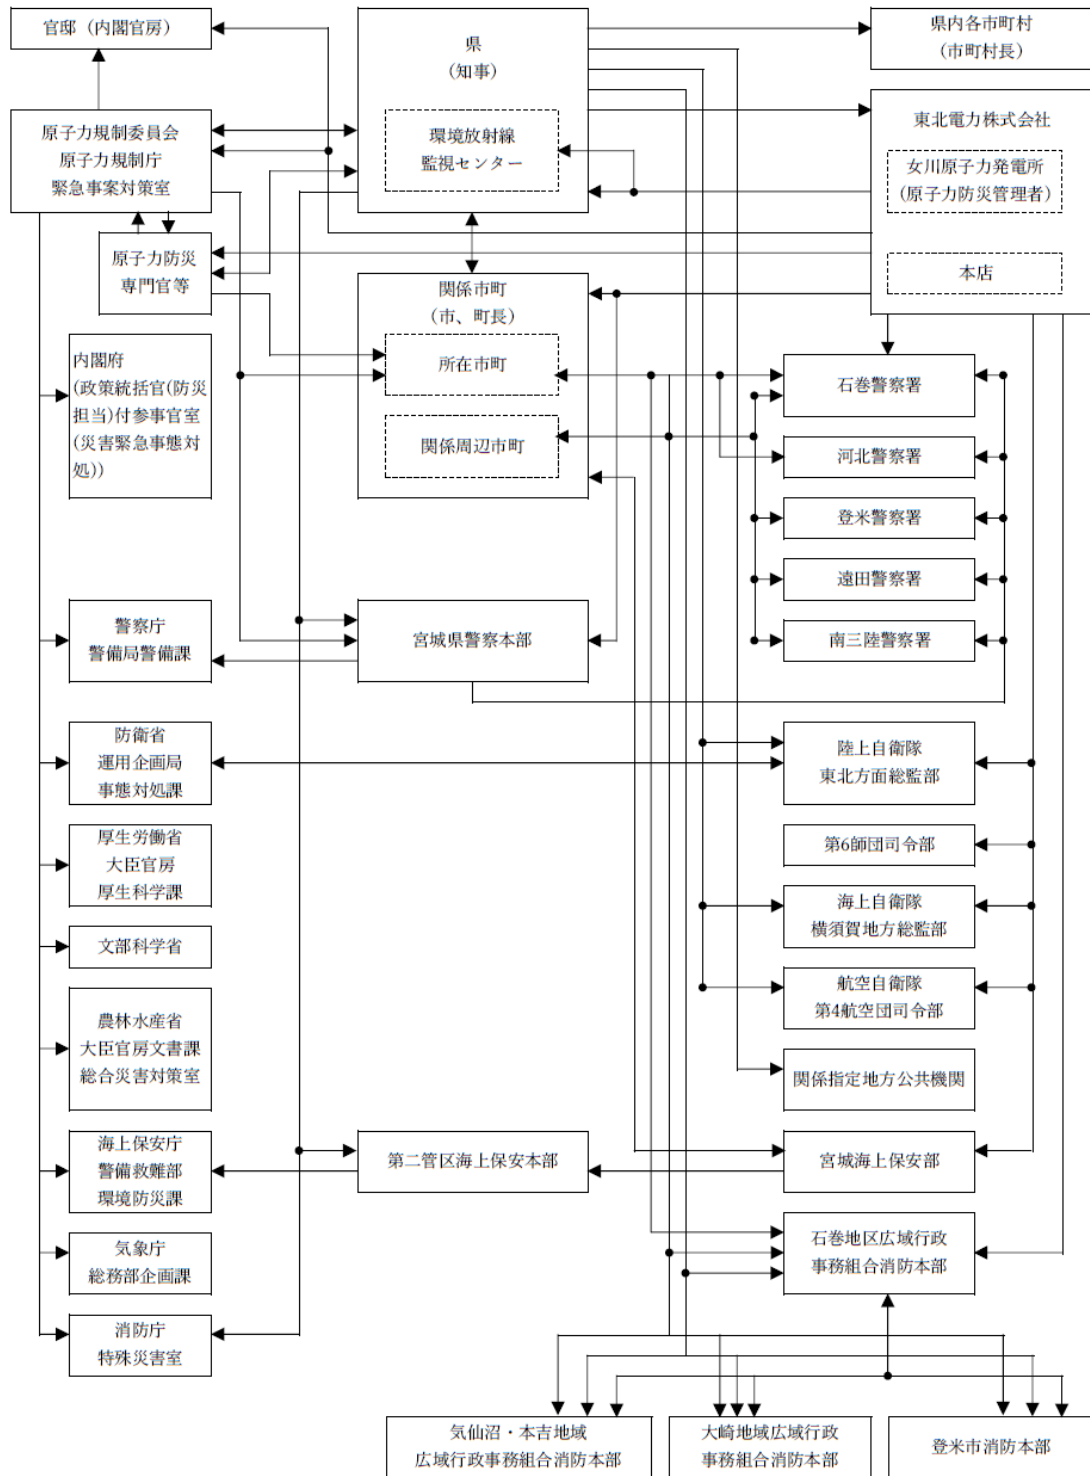 官邸（内閣官房）
県
（知事）
県内各市町村
（市町村長）
原子力規制委員会
原子力規制庁
緊急事案対策室
環境放射線
監視センター
東北電力株式会社
女川原子力発電所
(原子力防災管理者)
本店
原子力防災
専門官等
関係市町
（市、町長）
所在市町
関係周辺市町
内閣府
(政策統括官(防災
担当)付参事官室
(災害緊急事態対
処))
石巻警察署
河北警察署
登米警察署
遠田警察署
南三陸警察署
警察庁
警備局警備課
宮城県警察本部
防衛省
運用企画局
事態対処課
陸上自衛隊
東北方面総監部
厚生労働省
大臣官房
厚生科学課
第6師団司令部
文部科学省
海上自衛隊
横須賀地方総監部
農林水産省
大臣官房文書課
総合災害対策室
航空自衛隊
第4航空団司令部
関係指定地方公共機関
海上保安庁
警備救難部
環境防災課
第二管区海上保安本部
宮城海上保安部
気象庁
総務部企画課
石巻地区広域行政
事務組合消防本部
消防庁
特殊災害室
気仙沼・本吉地域
広域行政事務組合消防本部
大崎地域広域行政
事務組合消防本部
登米市消防本部